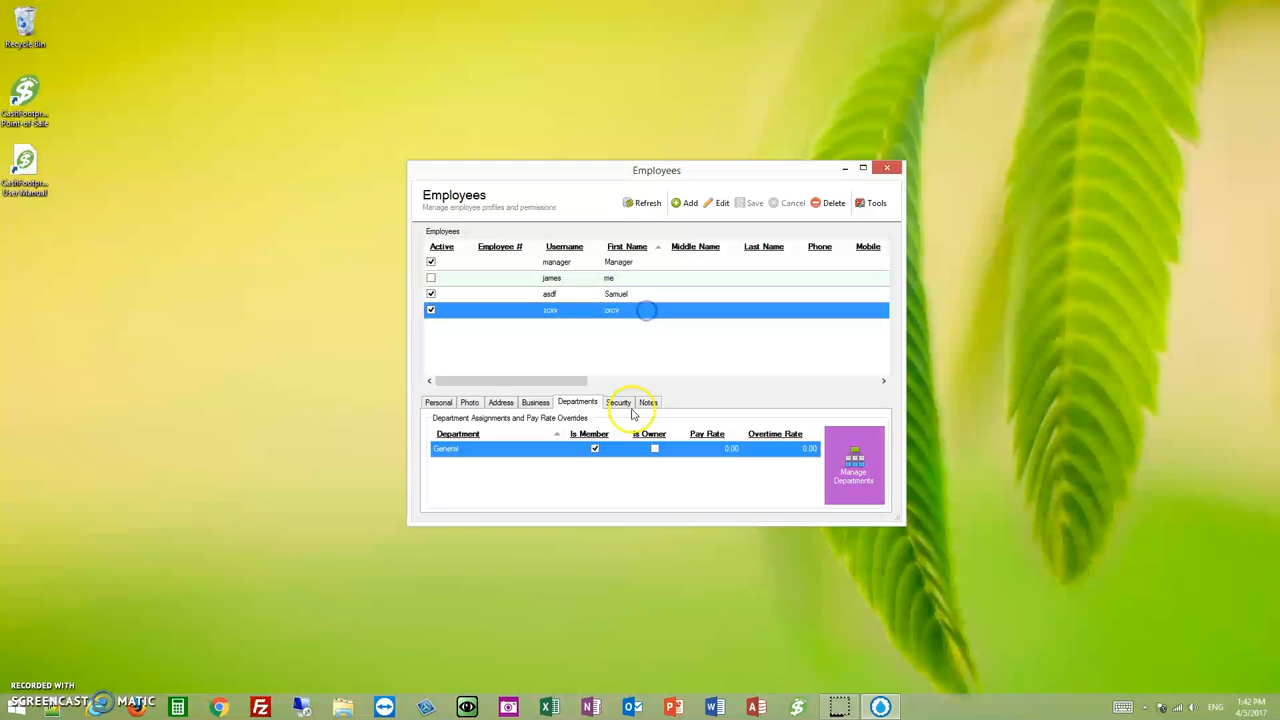 Recycle Bin
CashFootpr...
Point of Sale
CashFootpr...
User Manual
Employees
Employees
Manage employee profiles and permissions
Refresh Add Edit Save Cancel Delete Tools
Employees
Active Employee # Username First Name Middle Name Last Name Phone Mobile
manager Manager
james me
asdf Samuel
zcxv zxcv
Personal Photo Address Business Departments Security Notes
Department Assignments and Pay Rate Overrides
Department Is Member Is Owner Pay Rate Overtime Rate
General 0.00 0.00
Manage
Departments
RECORDED WITH
SCREENCAST MATIC
ENG
1:42 PM
4/5/2017